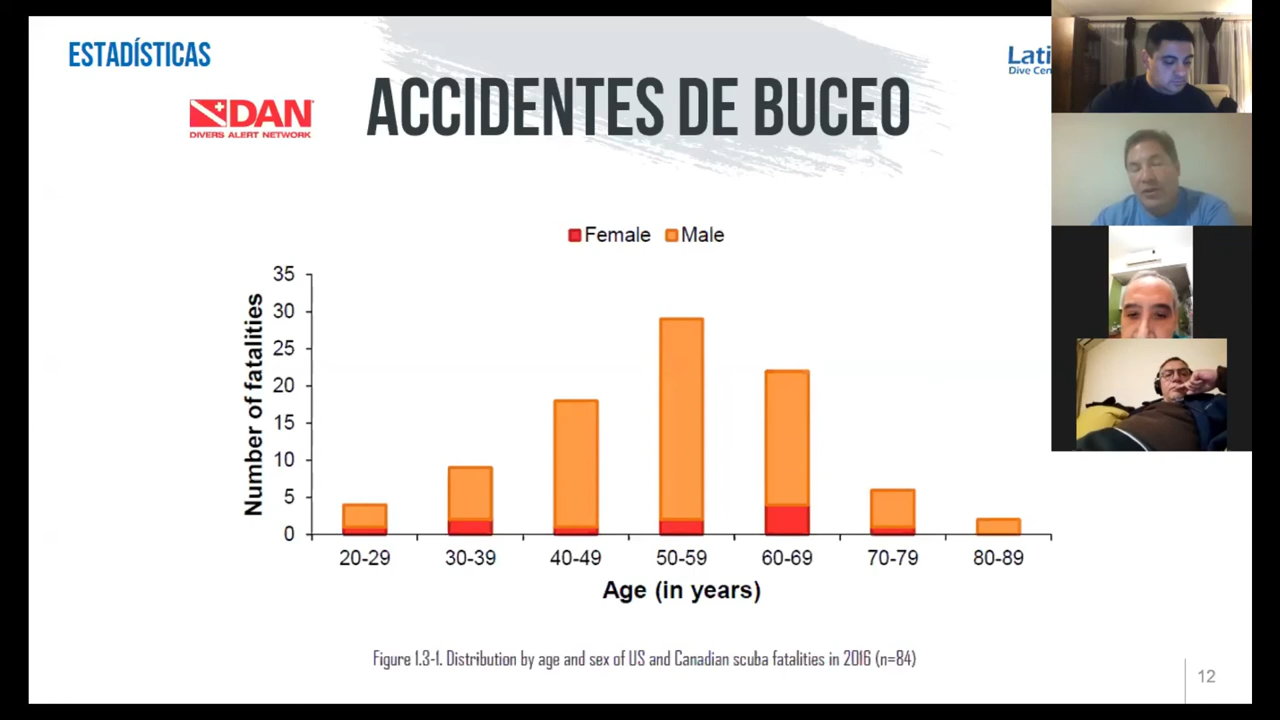 ESTADÍSTICAS
DAN
DIVERS ALERT NETWORK
ACCIDENTES DE BUCEO
Lati
Dive Cen
Female Male
Number of fatalities
35
30
25
20
15
10
5
0
20-29 30-39 40-49 50-59 60-69 70-79 80-89
Age (in years)
Figure 1.3-1. Distribution by age and sex of US and Canadian scuba fatalities in 2016 (n=84)
12